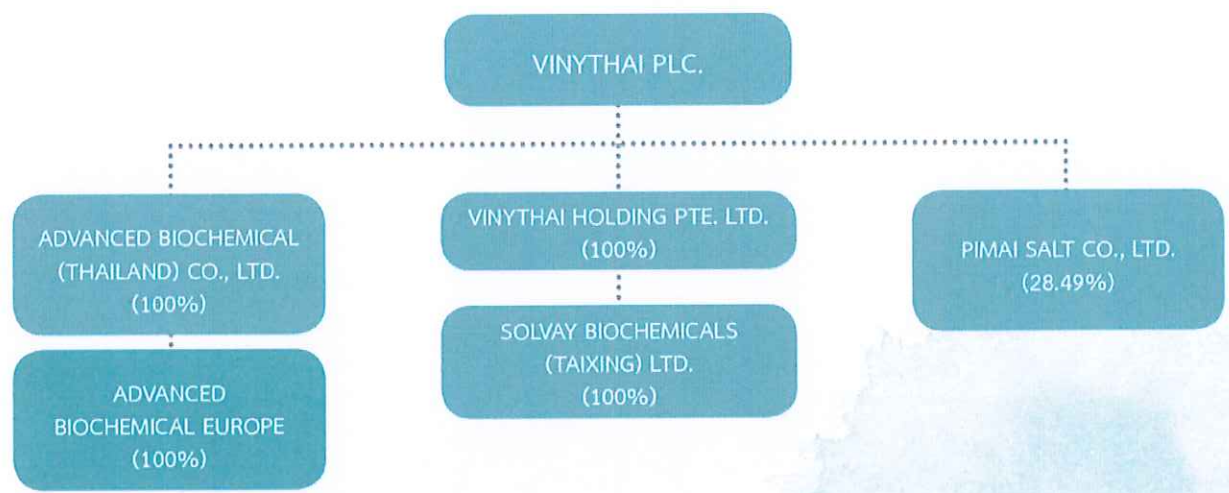 VINYTHAI PLC.
ADVANCED BIOCHEMICAL
(THAILAND) CO., LTD.
(100%)
ADVANCED
BIOCHEMICAL EUROPE
(100%)
VINYTHAI HOLDING PTE. LTD.
(100%)
SOLVAY BIOCHEMICALS
(TAIXING) LTD.
(100%)
PIMAI SALT CO., LTD.
(28.49%)